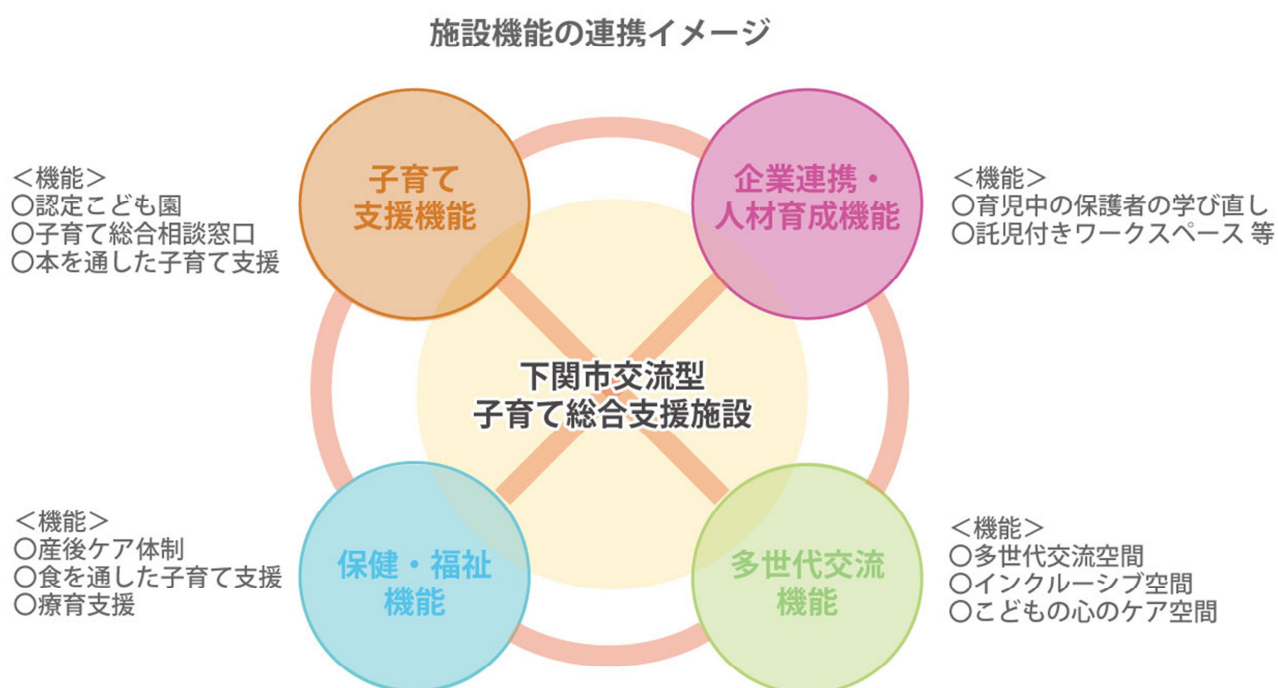 施設機能の連携イメージ
子育て
支援機能
＜機能＞
〇認定こども園
〇子育て総合相談窓口
〇本を通した子育て支援
企業連携・
人材育成機能
＜機能＞
〇育児中の保護者の学び直し
〇託児付きワークスペース 等
下関市交流型
子育て総合支援施設
保健・福祉
機能
＜機能＞
〇産後ケア体制
〇食を通した子育て支援
〇療育支援
多世代交流
機能
＜機能＞
〇多世代交流空間
〇インクルーシブ空間
〇こどもの心のケア空間